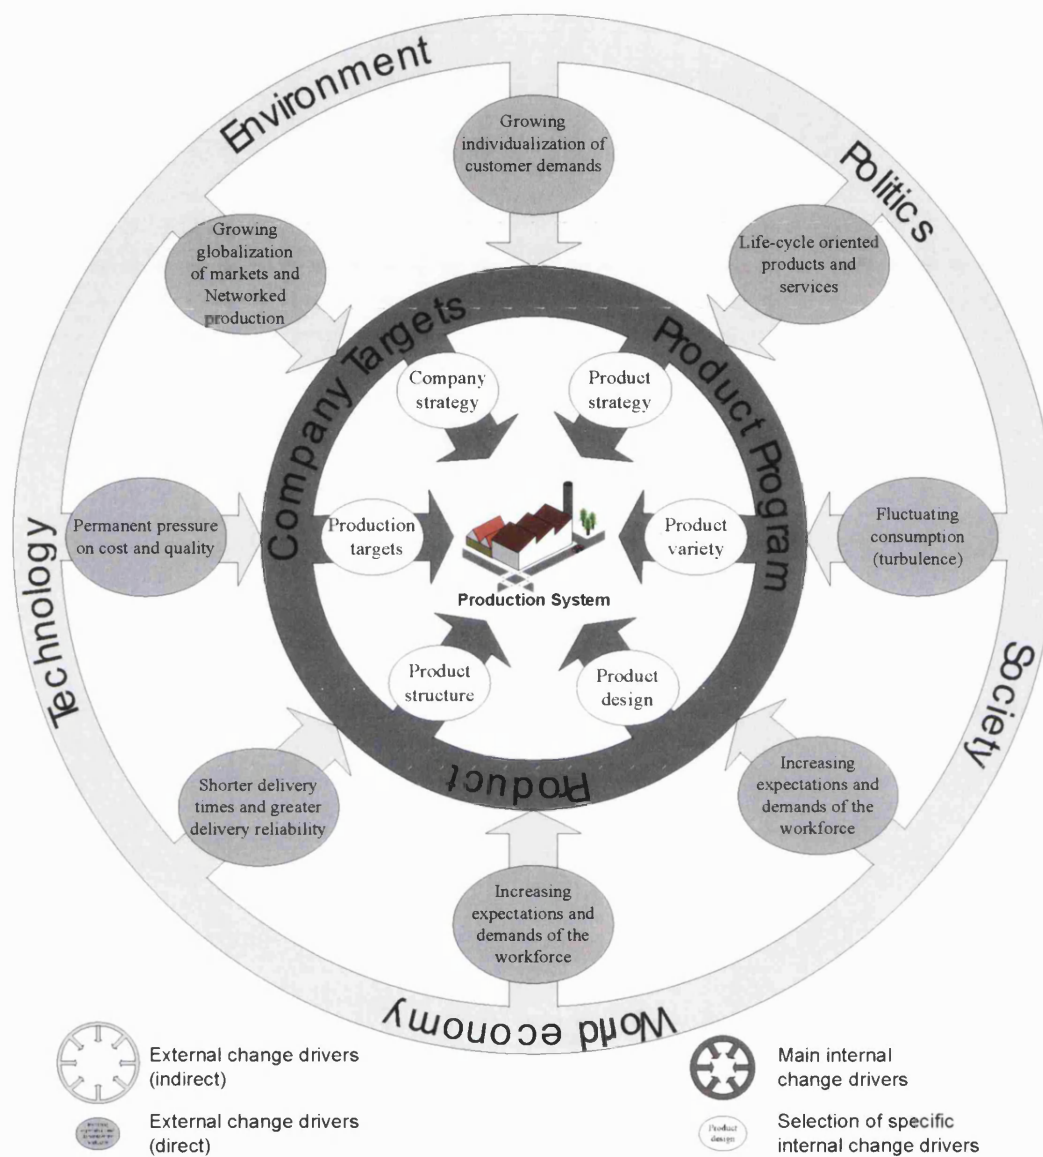 Environment
Politics
Growing
individualization of
customer demands
Growing
globalization
of markets and
Networked
production
Life-cycle oriented
products and
services
Company Targets
Product Program
Company
strategy
Product
strategy
Technology
Permanent pressure
on cost and quality
Production
targets
Product
variety
Fluctuating
consumption
(turbulence)
Production System
Product
structure
Product
design
Society
Shorter delivery
times and greater
delivery reliability
Product
Increasing
expectations and
demands of the
workforce
Increasing
expectations and
demands of the
workforce
World economy
External change drivers
(indirect)
Main internal
change drivers
External change drivers
(direct)
Product
design
Selection of specific
internal change drivers